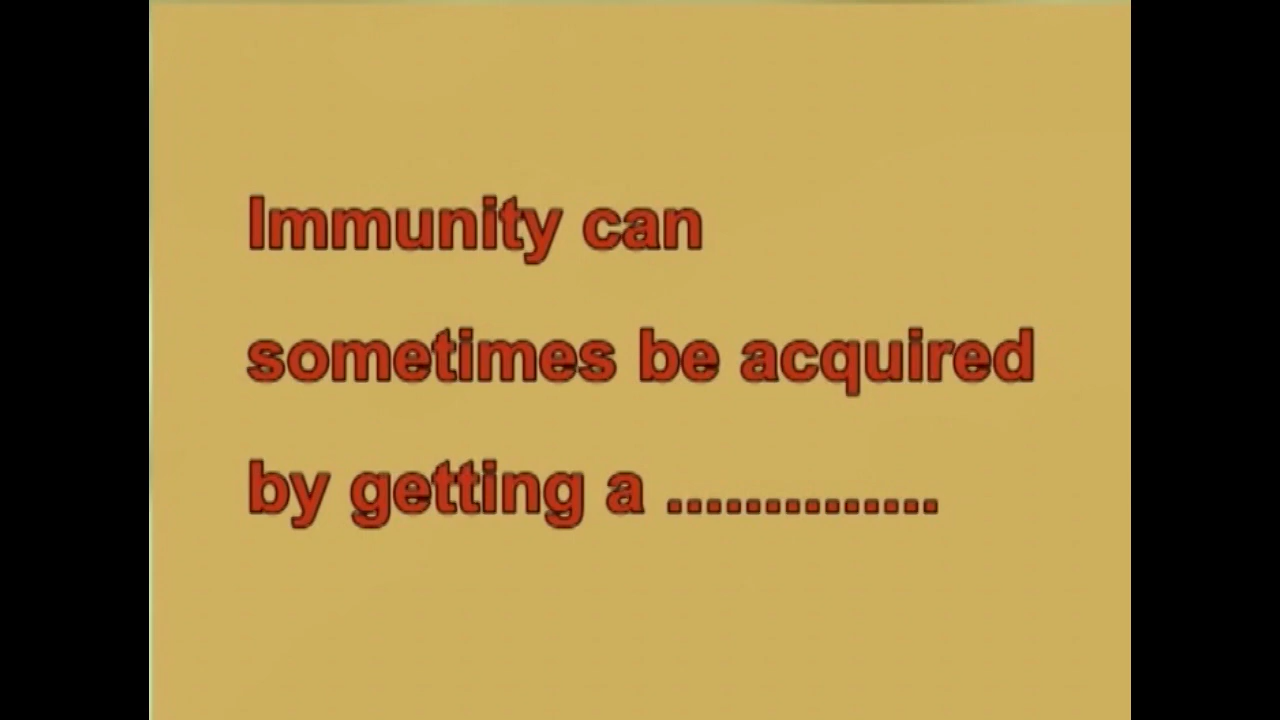 Immunity can
sometimes be acquired
by getting a ..............